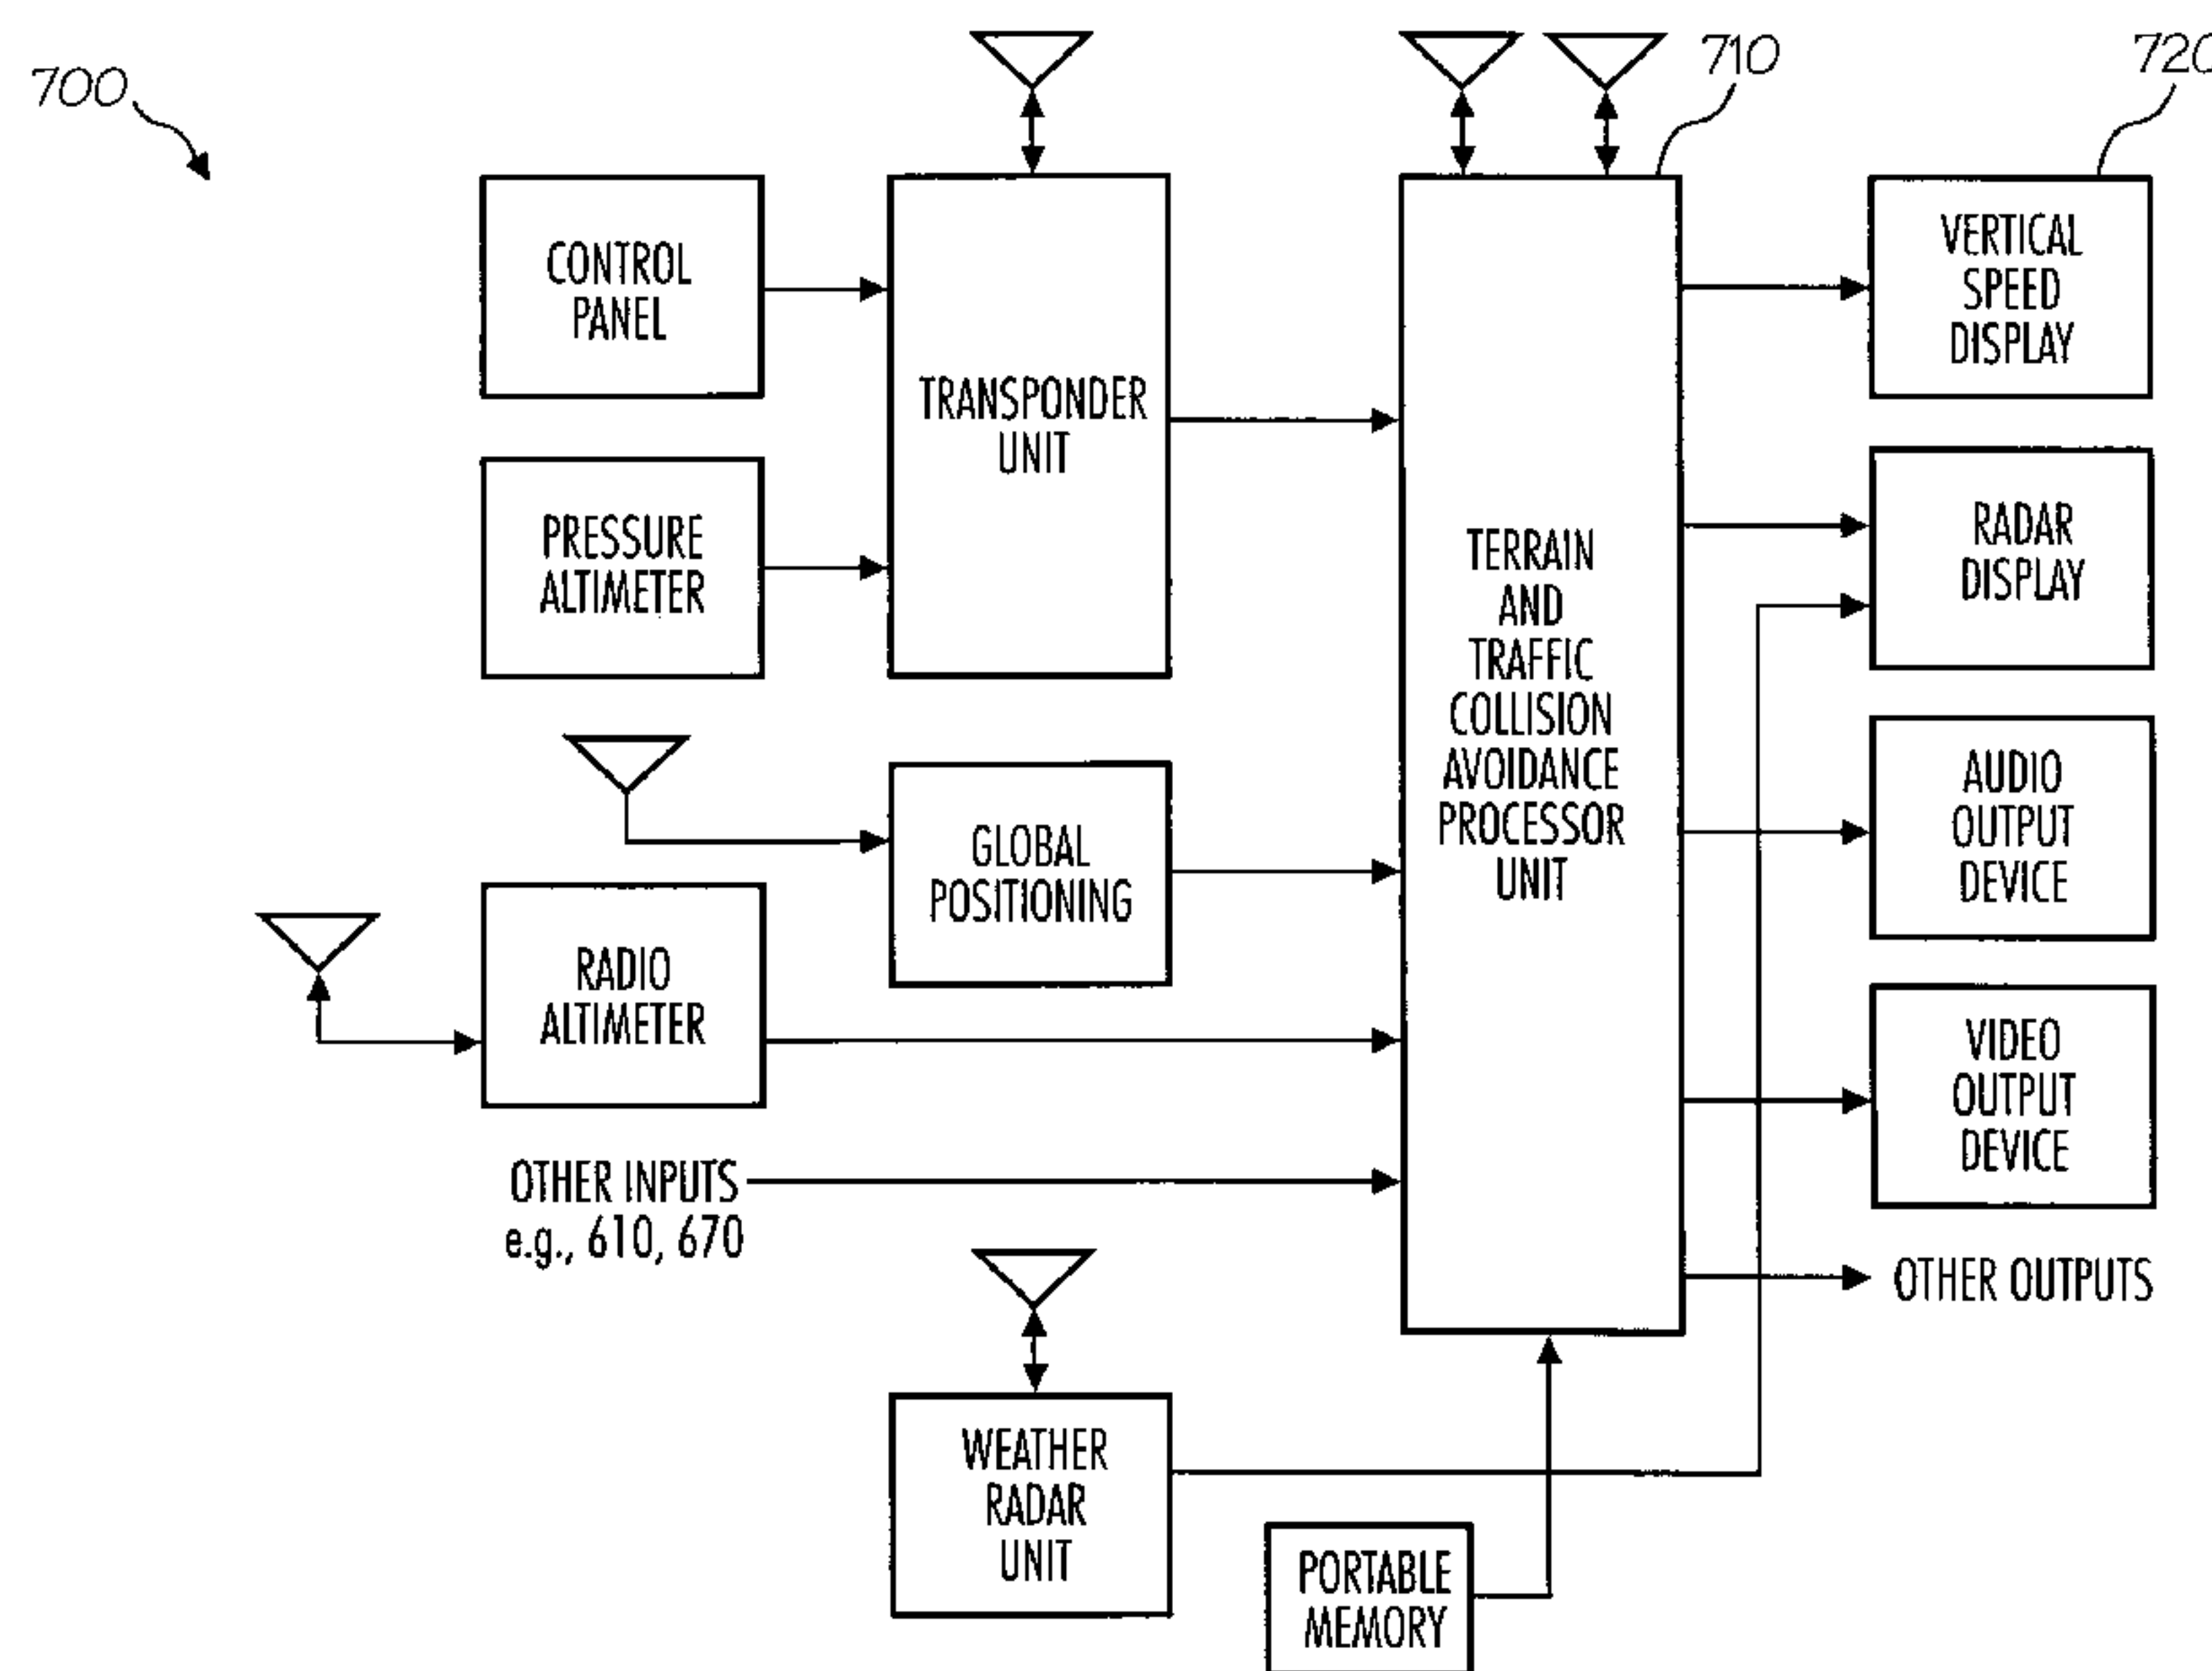 700
710
720
CONTROL
PANEL
TRANSPONDER
UNIT
PRESSURE
ALTIMETER
GLOBAL
POSITIONING
RADIO
ALTIMETER
OTHER INPUTS
e.g., 610, 670
WEATHER
RADAR
UNIT
PORTABLE
MEMORY
TERRAIN
AND
TRAFFIC
COLLISION
AVOIDANCE
PROCESSOR
UNIT
VERTICAL
SPEED
DISPLAY
RADAR
DISPLAY
AUDIO
OUTPUT
DEVICE
VIDEO
OUTPUT
DEVICE
OTHER OUTPUTS